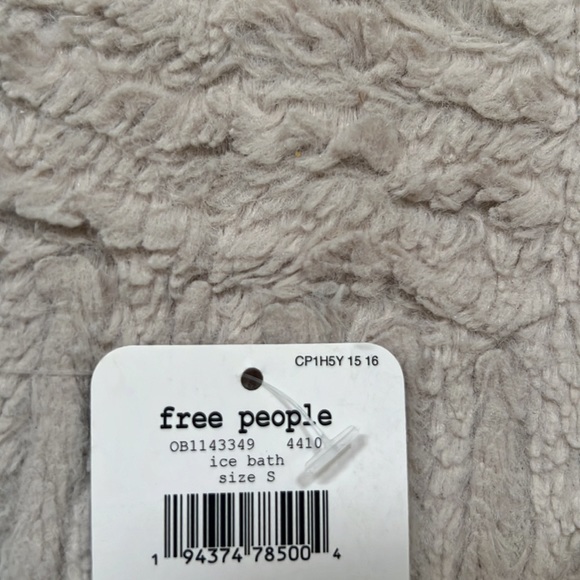 CP1H5Y 15 16
free people
OB1143349 4410
ice bath
size S
1 94374 78500 4